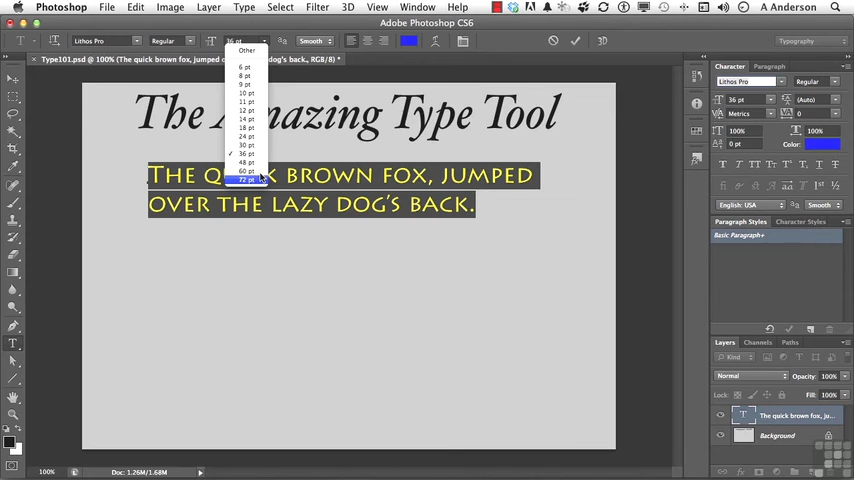 Photoshop File Edit Image Layer Type Select Filter 3D View Window Help A Anderson
Adobe Photoshop CS6
Lithos Pro Regular 36 pt Smooth 3D Typography
Type101.psd @ 100% (The quick brown fox, jumped dog's back., RGB/8) *
Other
6 pt
8 pt
9 pt
10 pt
11 pt
12 pt
14 pt
18 pt
24 pt
30 pt
36 pt
48 pt
60 pt
72 pt
The Amazing Type Tool
THE QUICK BROWN FOX, JUMPED
OVER THE LAZY DOG'S BACK.
Character Paragraph
Lithos Pro Regular
36 pt (Auto)
Metrics 0
100% 100%
0 pt Color:
English: USA Smooth
Paragraph Styles Character Styles
Basic Paragraph+
Layers Channels Paths
Kind
Normal Opacity: 100%
Lock: Fill: 100%
The quick brown fox, ju...
Background
100% Doc: 1.26M/1.68M